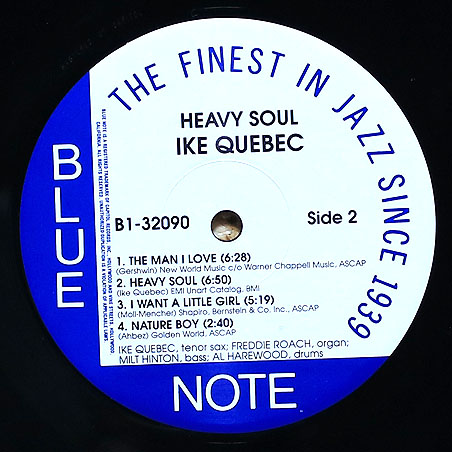 THE FINEST IN JAZZ SINCE 1939
HEAVY SOUL
IKE QUEBEC
B1-32090
Side 2
1. THE MAN I LOVE (6:28)
(Gershwin) New World Music c/o Warner Chappell Music, ASCAP
2. HEAVY SOUL (6:50)
(Ike Quebec) EMI Unart Catalog, BMI
3. I WANT A LITTLE GIRL (5:19)
(Moll-Mencher) Shapiro, Bernstein & Co. Inc., ASCAP
4. NATURE BOY (2:40)
(Ahbez) Golden World, ASCAP
IKE QUEBEC, tenor sax; FREDDIE ROACH, organ;
MILT HINTON, bass; AL HAREWOOD, drums
BLUE
NOTE